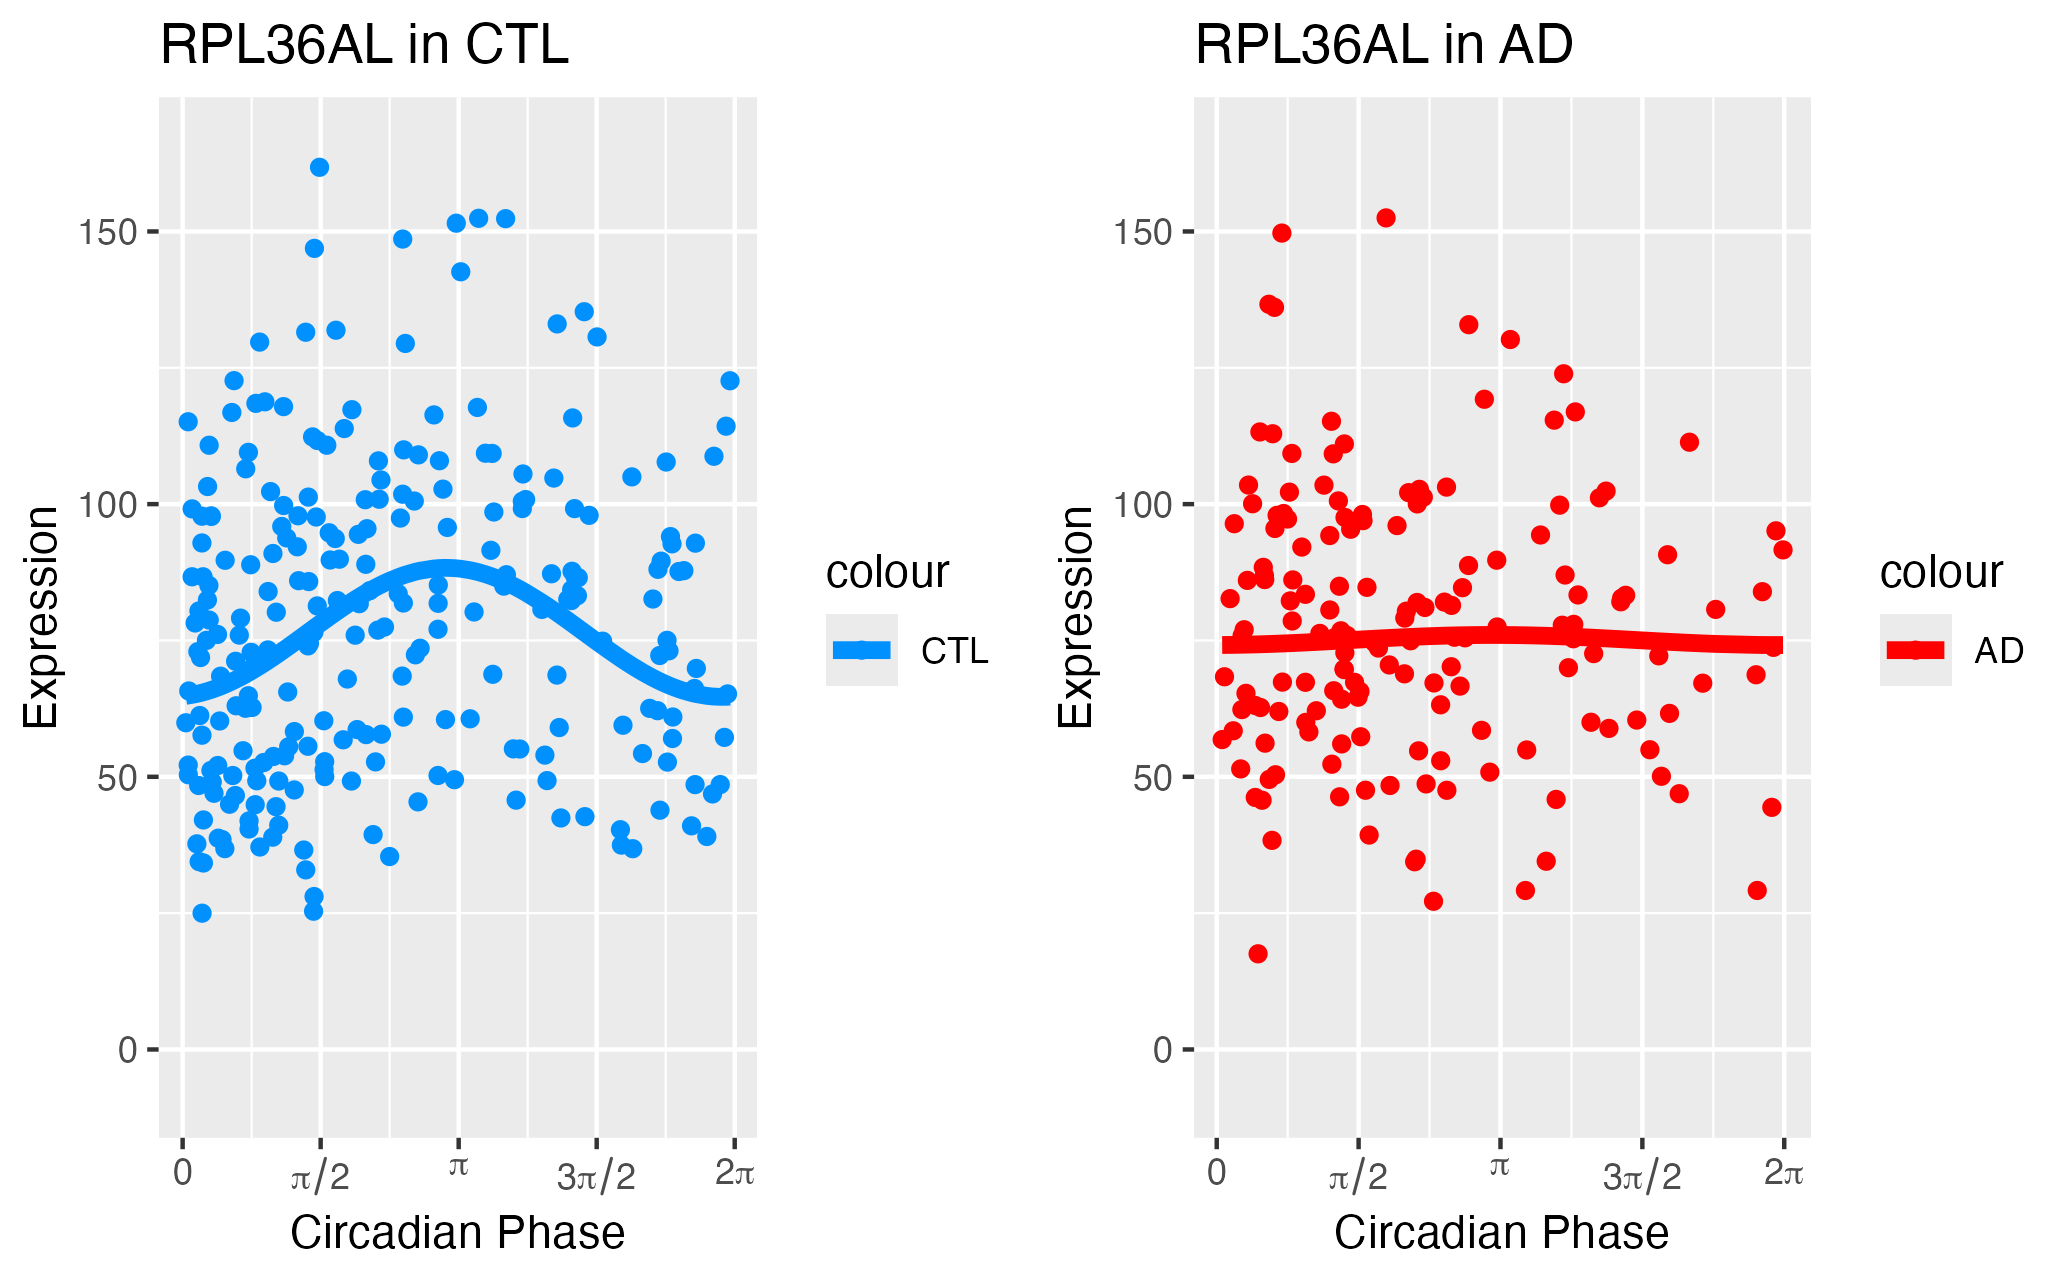 RPL36AL in CTL
Expression
150
100
50
0
0
π/2
π
3π/2
2π
Circadian Phase
colour
CTL
RPL36AL in AD
Expression
150
100
50
0
0
π/2
π
3π/2
2π
Circadian Phase
colour
AD